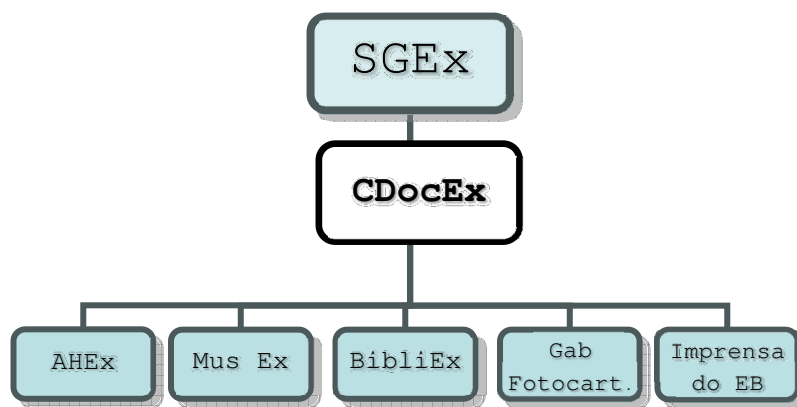 SGEx
CDocEx
AHEx
Mus Ex
BibliEx
Gab
Fotocart.
Imprensa
do EB